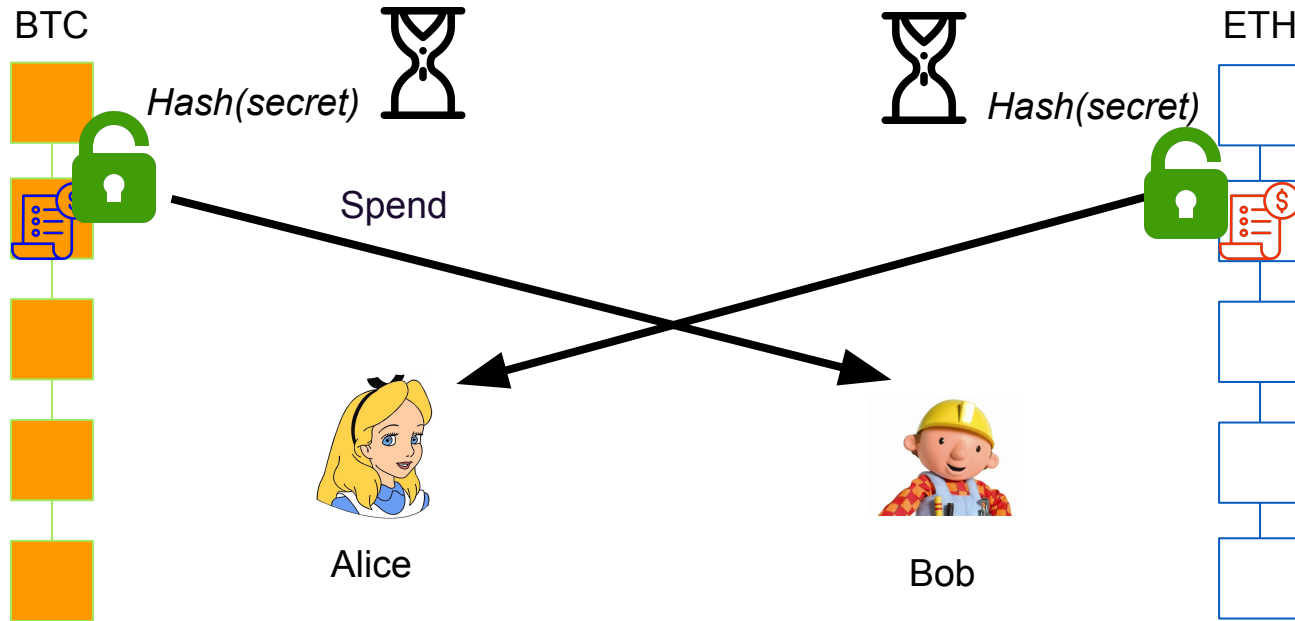 BTC
ETH
Hash(secret)
Hash(secret)
$
$
Spend
Alice
Bob